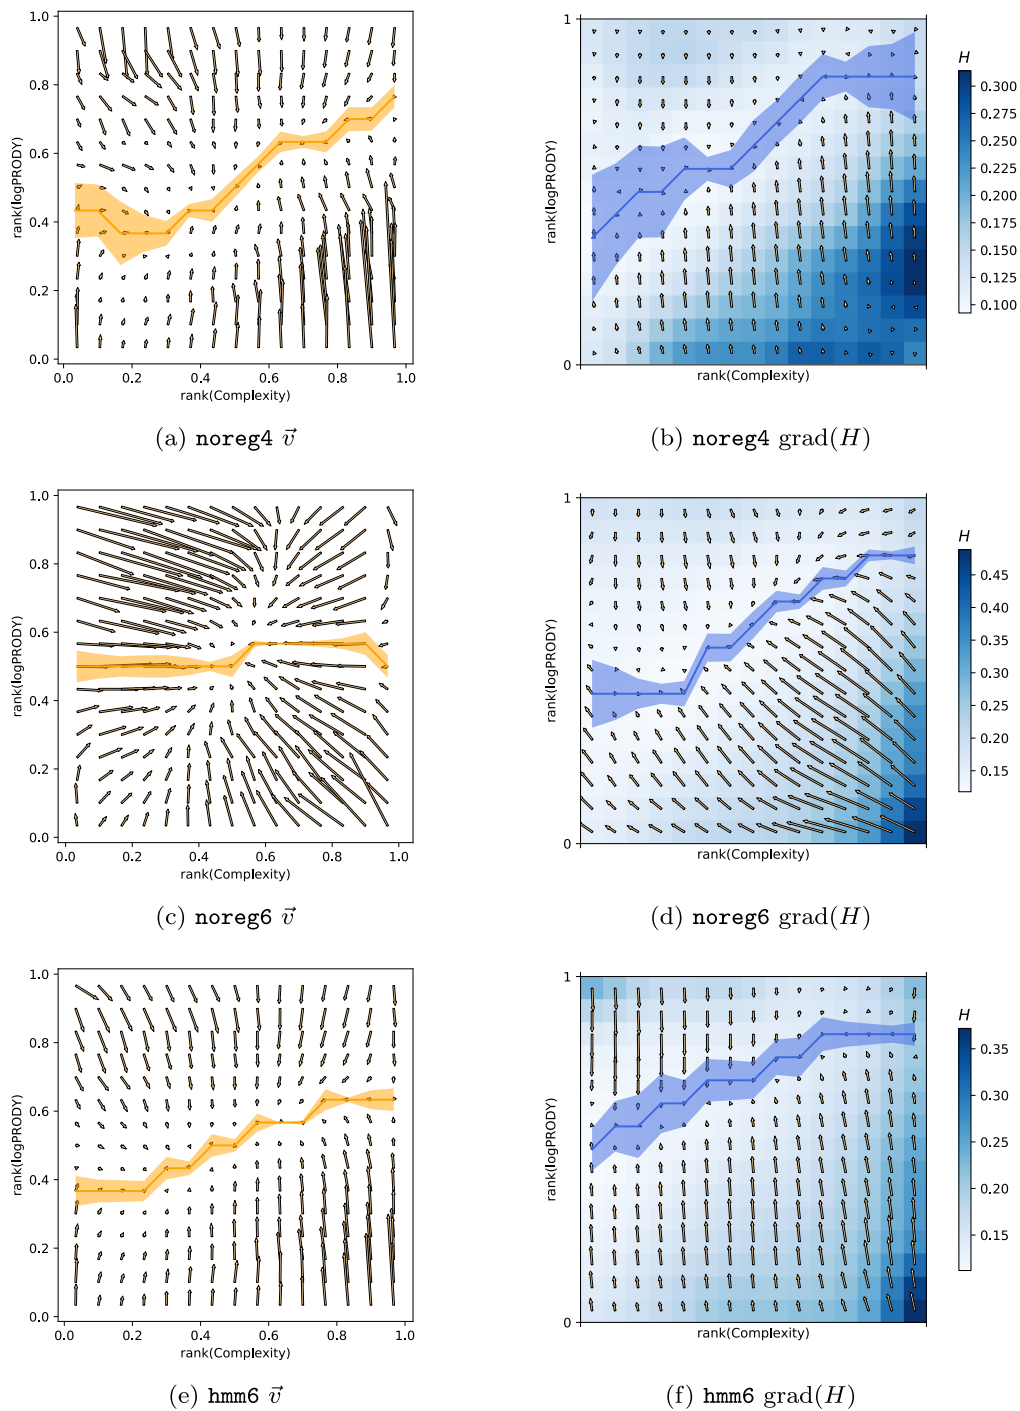 1.0
0.8
0.6
0.4
0.2
0.0
rank(logPRODY)
0.0 0.2 0.4 0.6 0.8 1.0
rank(Complexity)
(a) noreg4 v⃗
1
0
rank(logPRODY)
rank(Complexity)
H
0.300
0.275
0.250
0.225
0.200
0.175
0.150
0.125
0.100
(b) noreg4 grad(H)
1.0
0.8
0.6
0.4
0.2
0.0
rank(logPRODY)
0.0 0.2 0.4 0.6 0.8 1.0
rank(Complexity)
(c) noreg6 v⃗
1
0
rank(logPRODY)
rank(Complexity)
H
0.45
0.40
0.35
0.30
0.25
0.20
0.15
(d) noreg6 grad(H)
1.0
0.8
0.6
0.4
0.2
0.0
rank(logPRODY)
0.0 0.2 0.4 0.6 0.8 1.0
rank(Complexity)
(e) hmm6 v⃗
1
0
rank(logPRODY)
rank(Complexity)
H
0.35
0.30
0.25
0.20
0.15
(f) hmm6 grad(H)